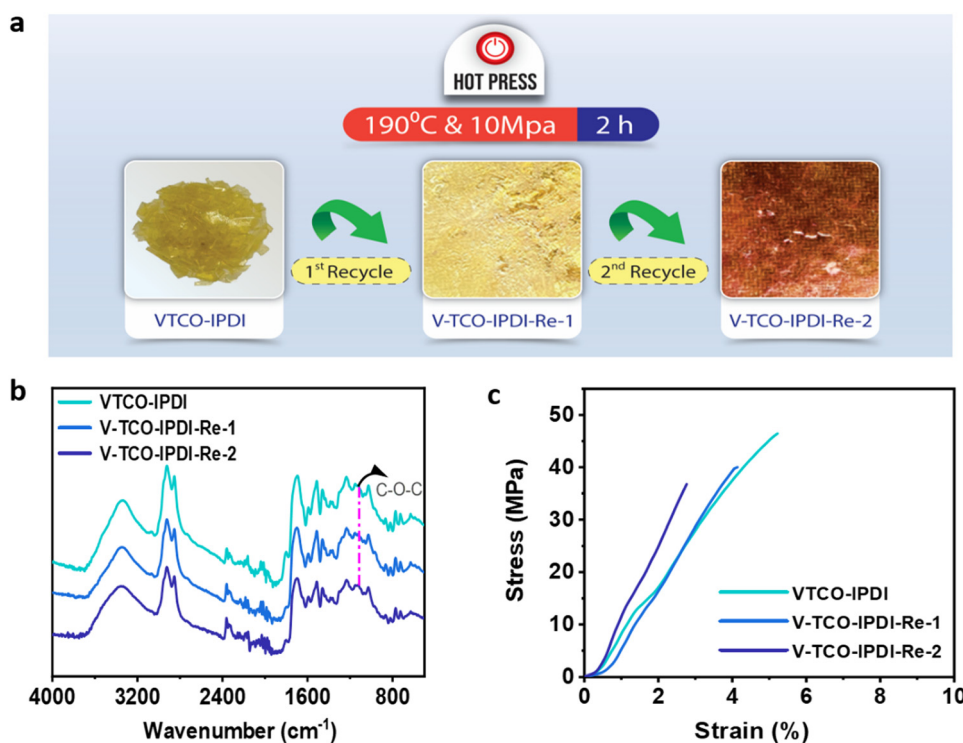 a
HOT PRESS
190⁰C & 10Mpa 2 h
1st Recycle
2nd Recycle
VTCO-IPDI
V-TCO-IPDI-Re-1
V-TCO-IPDI-Re-2
b
VTCO-IPDI
V-TCO-IPDI-Re-1
V-TCO-IPDI-Re-2
C-O-C
4000 3200 2400 1600 800
Wavenumber (cm⁻¹)
c
Stress (MPa)
50
40
30
20
10
0
VTCO-IPDI
V-TCO-IPDI-Re-1
V-TCO-IPDI-Re-2
0 2 4 6 8 10
Strain (%)